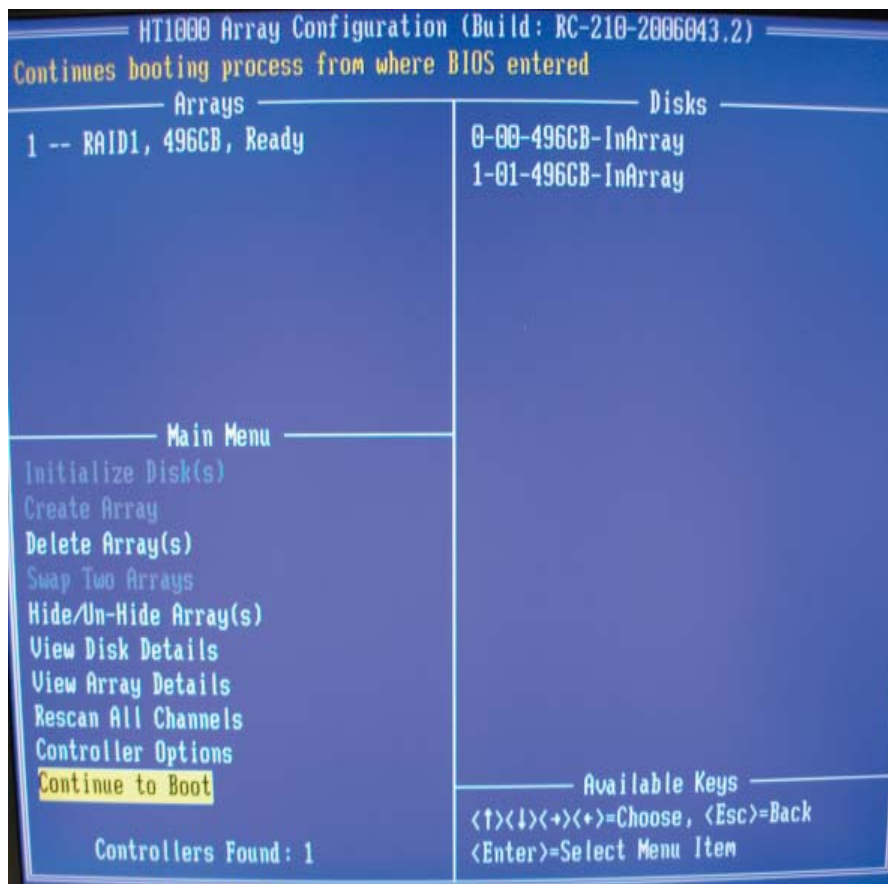 HT1000 Array Configuration (Build: RC-210-2006043.2)
Continues booting process from where BIOS entered
Arrays
1 -- RAID1, 496GB, Ready
Disks
0-00-496GB-InArray
1-01-496GB-InArray
Main Menu
Initialize Disk(s)
Create Array
Delete Array(s)
Swap Two Arrays
Hide/Un-Hide Array(s)
View Disk Details
View Array Details
Rescan All Channels
Controller Options
Continue to Boot
Controllers Found: 1
Available Keys
<↑><↓><→><←>=Choose, <Esc>=Back
<Enter>=Select Menu Item